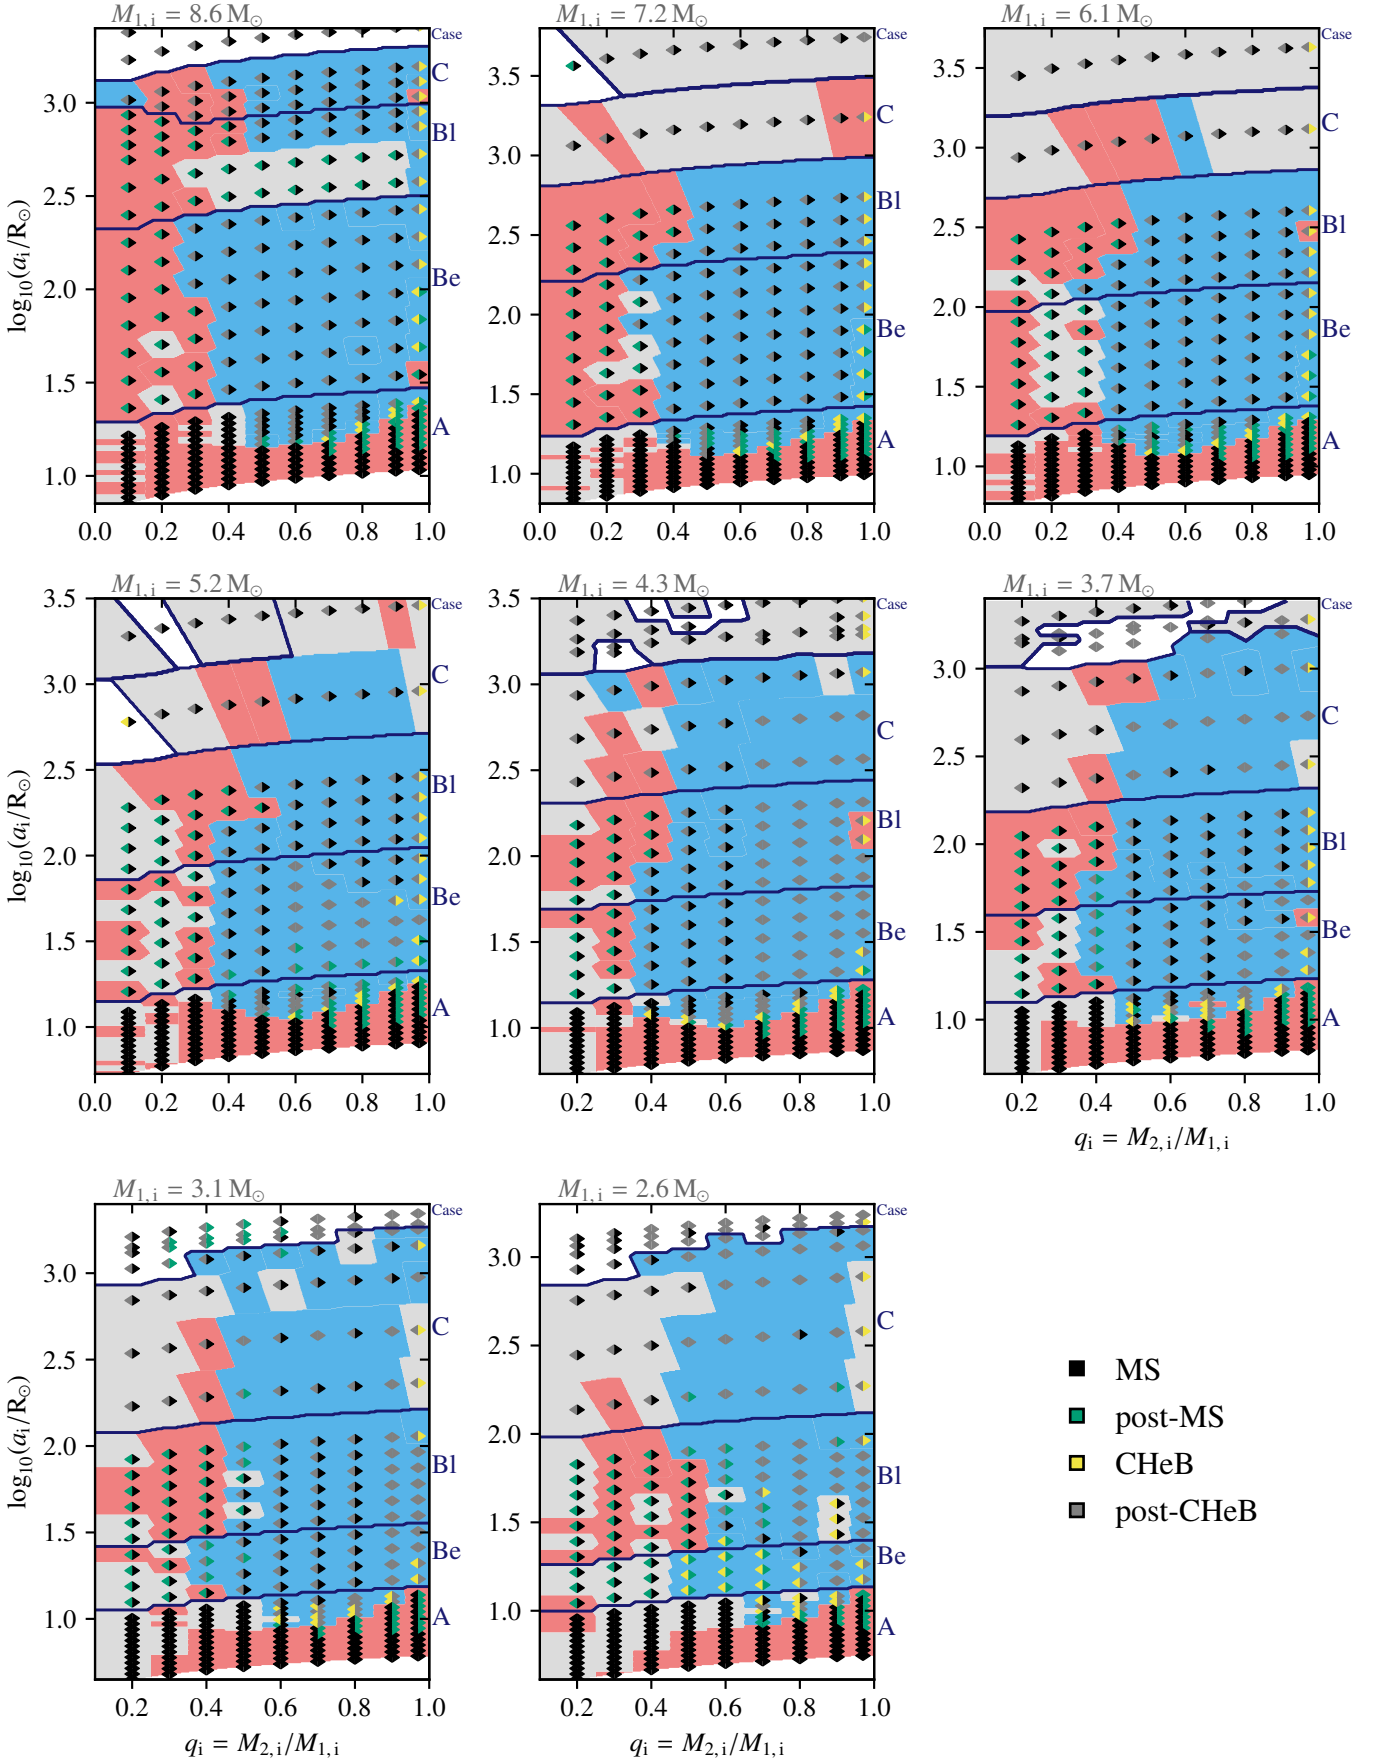 M1,i = 8.6 M⊙
M1,i = 7.2 M⊙
M1,i = 6.1 M⊙
Case
C
Bl
Be
A
3.0
2.5
2.0
1.5
1.0
log10(ai/R⊙)
0.0 0.2 0.4 0.6 0.8 1.0
Case
C
Bl
Be
A
3.5
3.0
2.5
2.0
1.5
1.0
0.0 0.2 0.4 0.6 0.8 1.0
Case
C
Bl
Be
A
3.5
3.0
2.5
2.0
1.5
1.0
0.0 0.2 0.4 0.6 0.8 1.0
M1,i = 5.2 M⊙
M1,i = 4.3 M⊙
M1,i = 3.7 M⊙
Case
C
Bl
Be
A
3.5
3.0
2.5
2.0
1.5
1.0
log10(ai/R⊙)
0.0 0.2 0.4 0.6 0.8 1.0
Case
C
Bl
Be
A
3.5
3.0
2.5
2.0
1.5
1.0
0.2 0.4 0.6 0.8 1.0
Case
C
Bl
Be
A
3.0
2.5
2.0
1.5
1.0
0.2 0.4 0.6 0.8 1.0
qi = M2,i/M1,i
M1,i = 3.1 M⊙
M1,i = 2.6 M⊙
Case
C
Bl
Be
A
3.0
2.5
2.0
1.5
1.0
log10(ai/R⊙)
0.2 0.4 0.6 0.8 1.0
qi = M2,i/M1,i
Case
C
Bl
Be
A
3.0
2.5
2.0
1.5
1.0
0.2 0.4 0.6 0.8 1.0
qi = M2,i/M1,i
MS
post-MS
CHeB
post-CHeB